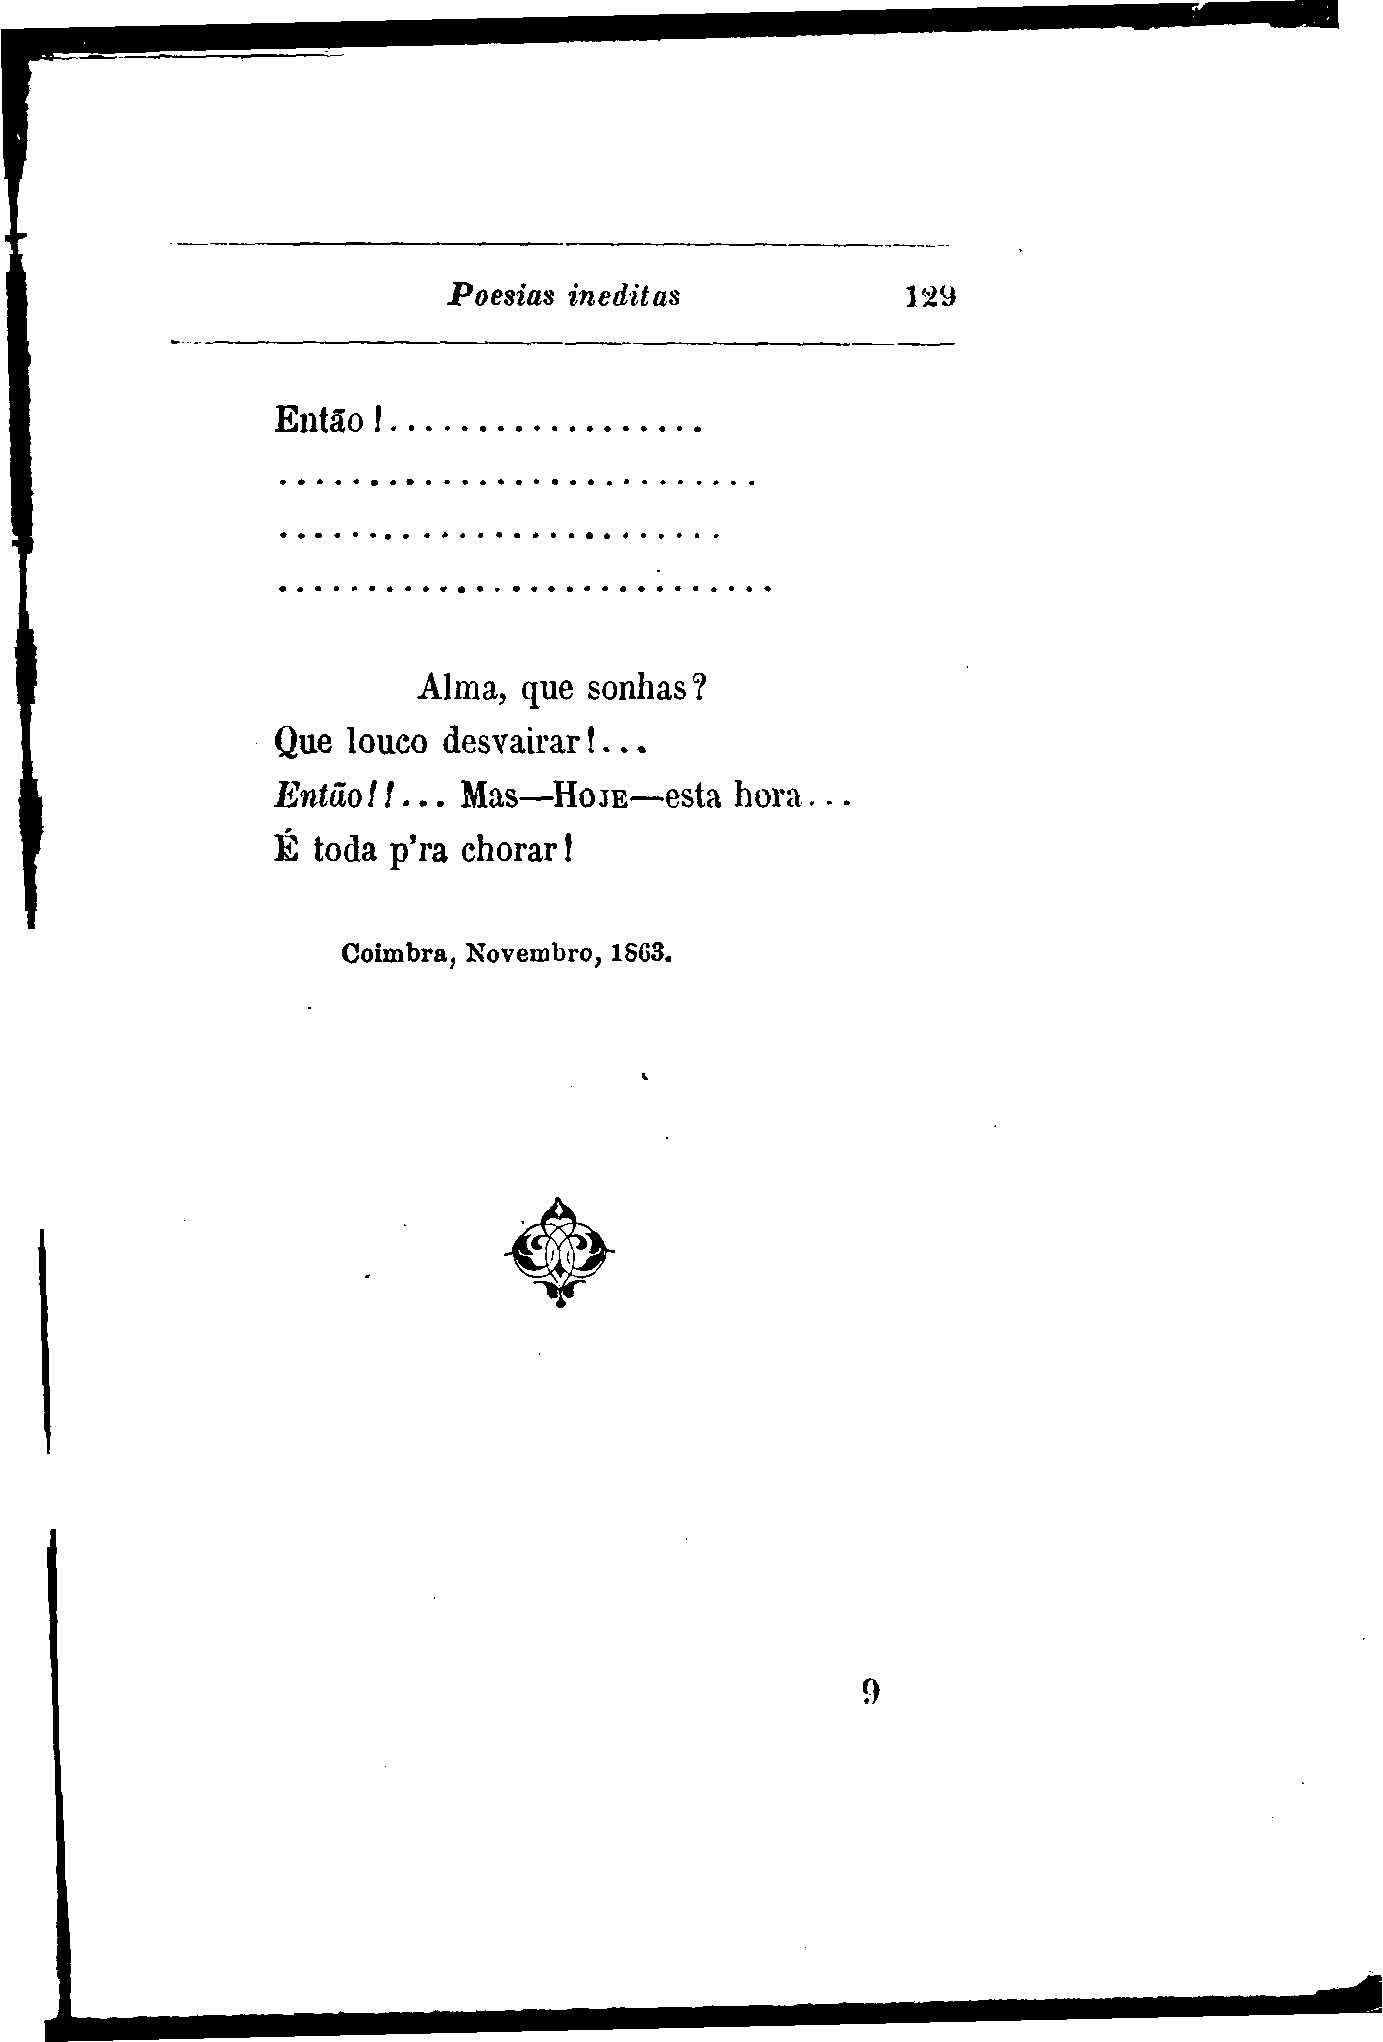 Poesias ineditas 129
Então!..................
...........................
.........................
............................
Alma, que sonhas?
Que louco desvairar!...
Então!!... Mas—HOJE—esta hora...
É toda p'ra chorar!
Coimbra, Novembro, 1863.
9